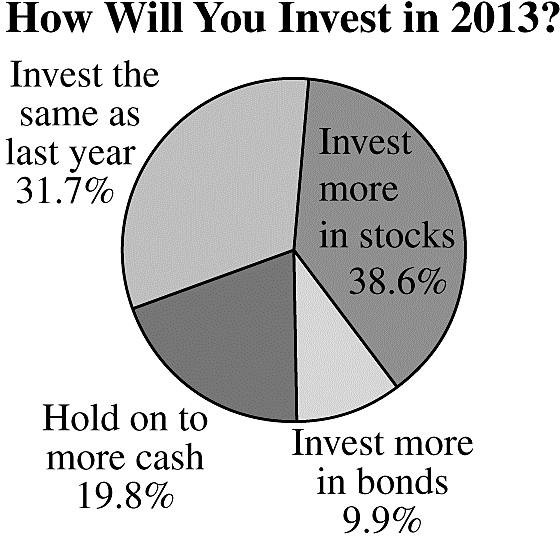 How Will You Invest in 2013?
Invest the
same as
last year
31.7%
Invest
more
in stocks
38.6%
Hold on to
more cash
19.8%
Invest more
in bonds
9.9%